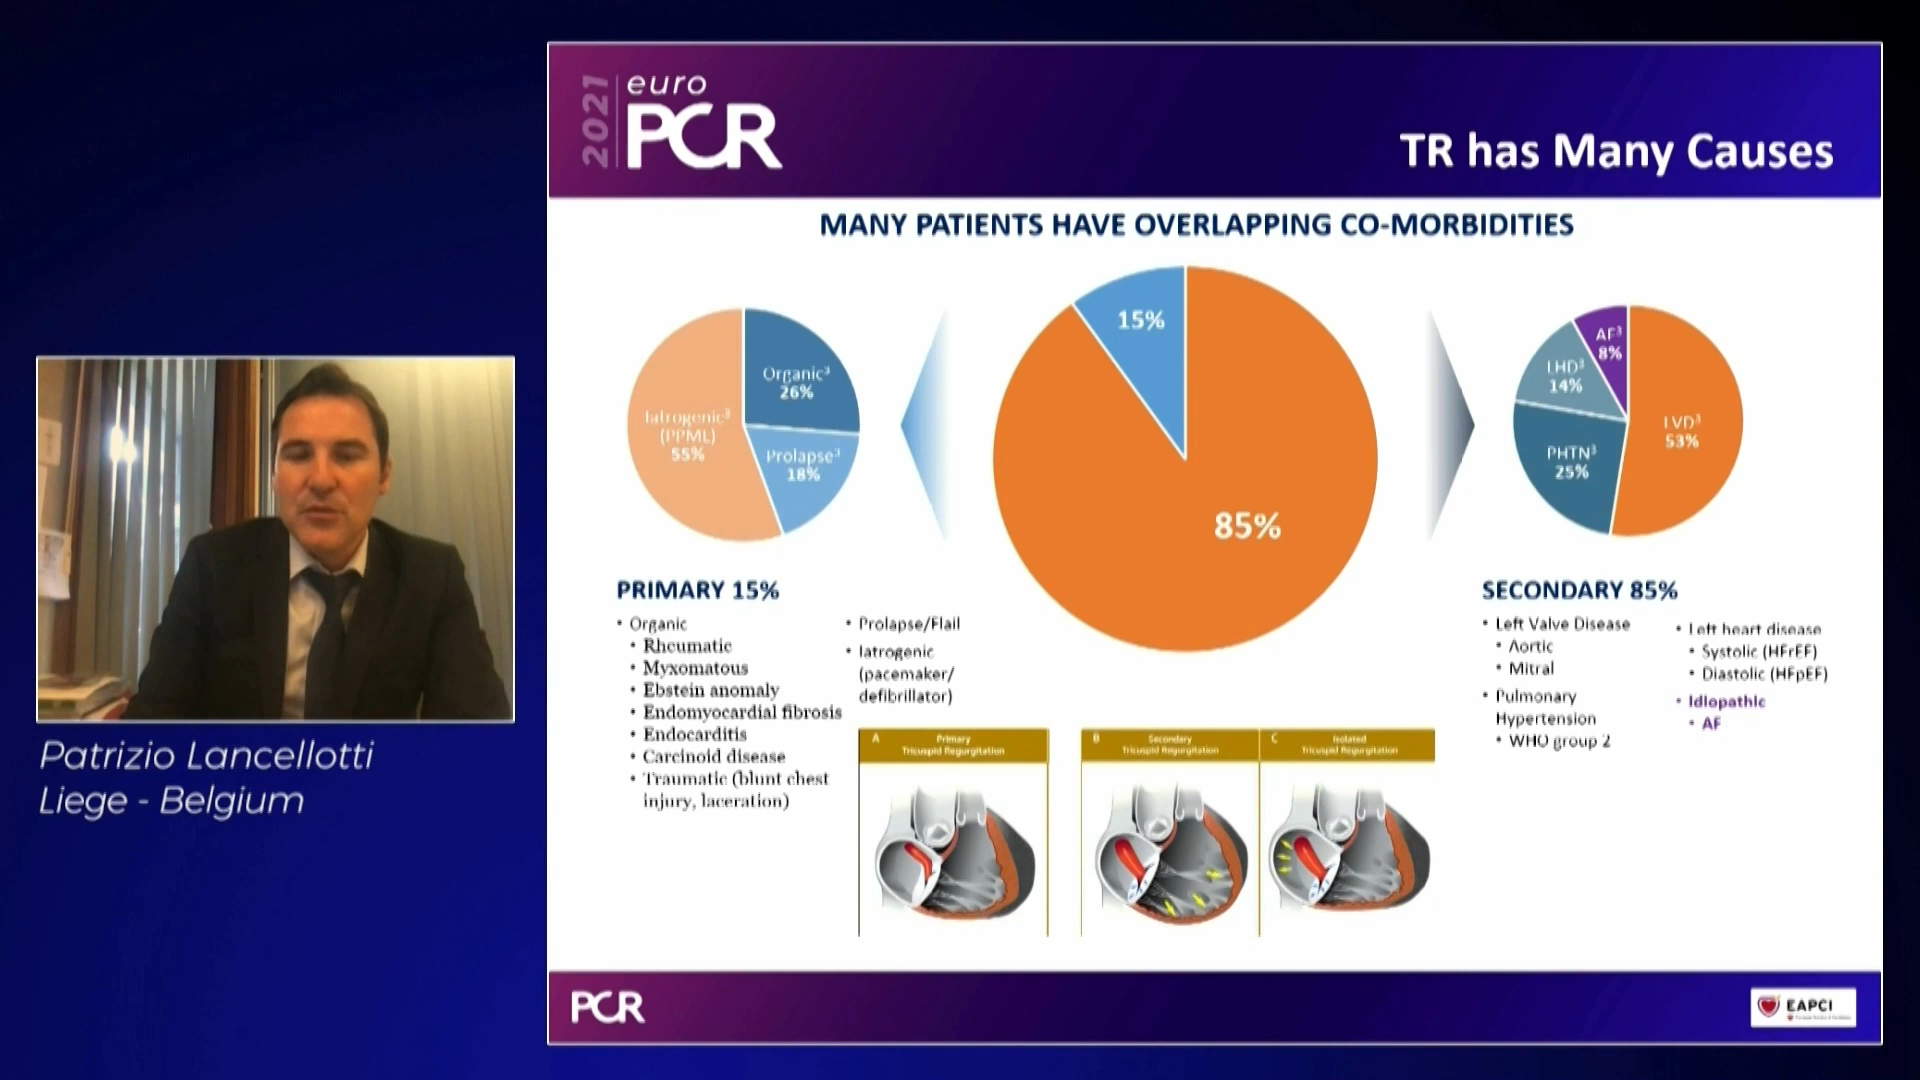 2021
euro
PCR
TR has Many Causes
MANY PATIENTS HAVE OVERLAPPING CO-MORBIDITIES
Organic³
26%
Iatrogenic³
(PPML)
55%
Prolapse³
18%
15%
85%
AF³
8%
LHD³
14%
LVD³
53%
PHTN³
25%
PRIMARY 15%
• Organic
• Rheumatic
• Myxomatous
• Ebstein anomaly
• Endomyocardial fibrosis
• Endocarditis
• Carcinoid disease
• Traumatic (blunt chest
injury, laceration)
• Prolapse/Flail
• Iatrogenic
(pacemaker/
defibrillator)
SECONDARY 85%
• Left Valve Disease
• Aortic
• Mitral
• Pulmonary
Hypertension
• WHO group 2
• Left heart disease
• Systolic (HFrEF)
• Diastolic (HFpEF)
• Idiopathic
• AF
A Primary
Tricuspid Regurgitation
B Secondary
Tricuspid Regurgitation
C Isolated
Tricuspid Regurgitation
Patrizio Lancellotti
Liege - Belgium
PCR
EAPCI